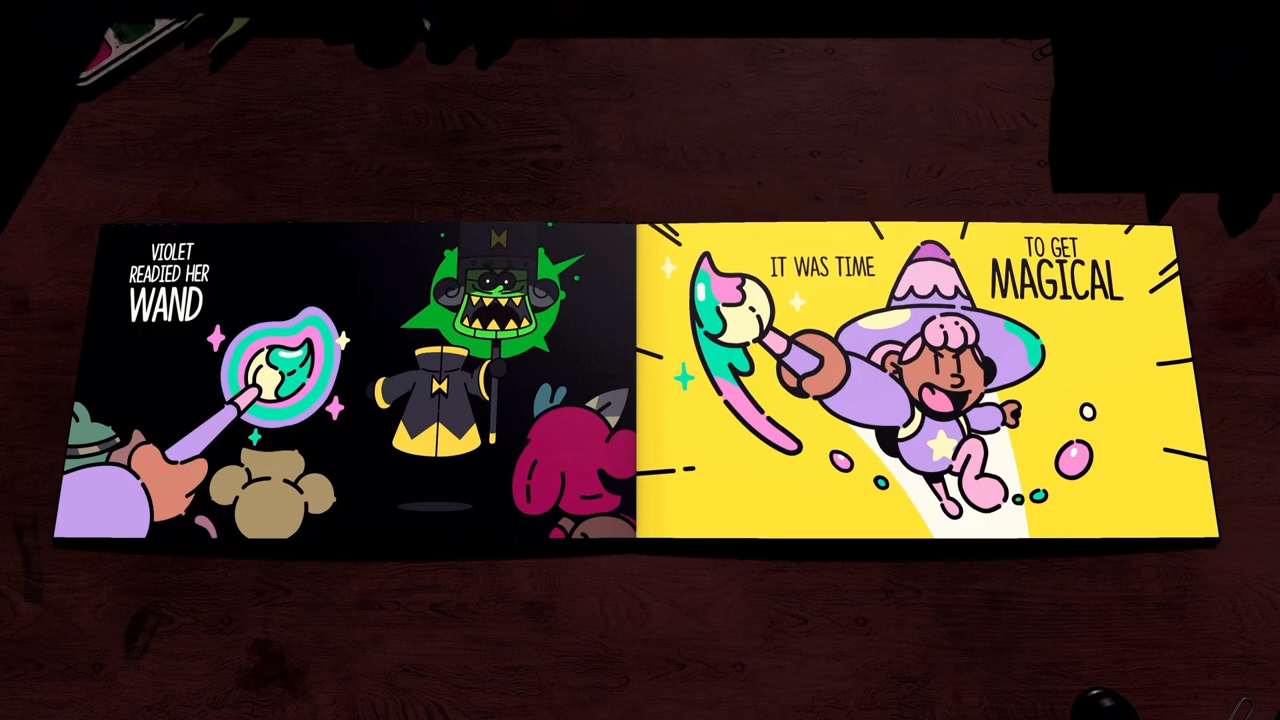 VIOLET
READIED HER
WAND
IT WAS TIME
TO GET
MAGICAL